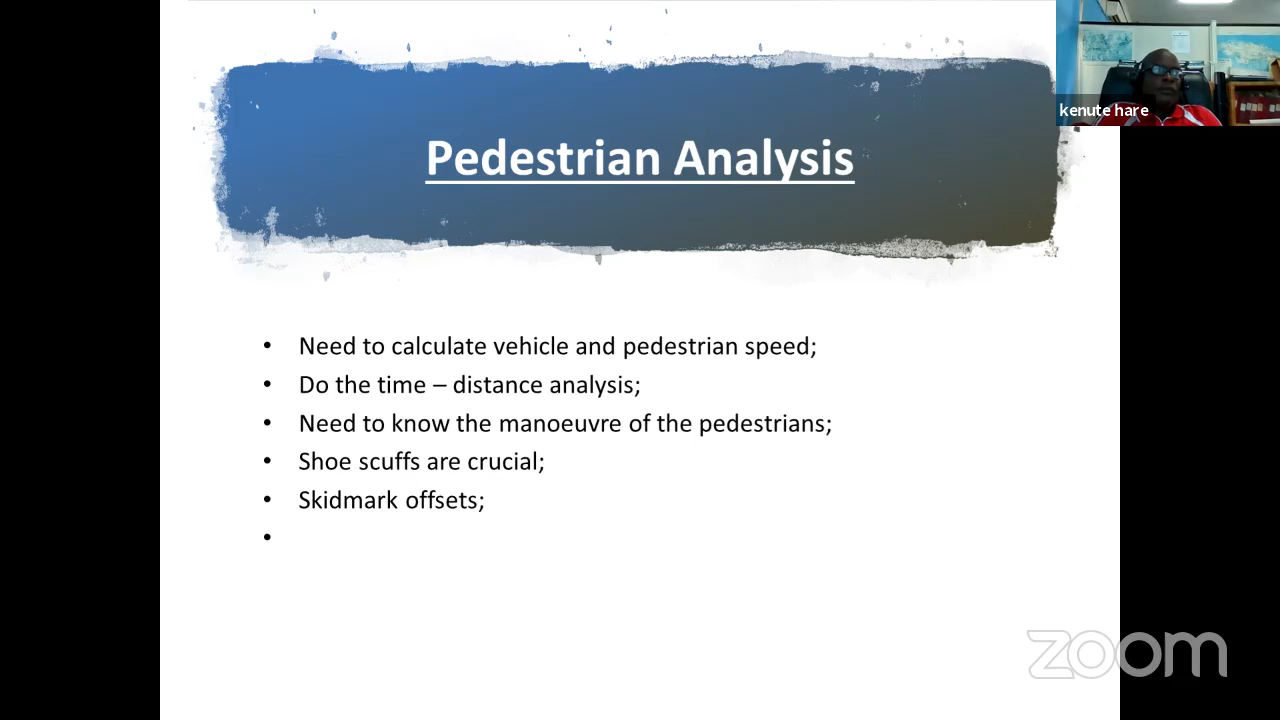 kenute hare
Pedestrian Analysis
• Need to calculate vehicle and pedestrian speed;
• Do the time – distance analysis;
• Need to know the manoeuvre of the pedestrians;
• Shoe scuffs are crucial;
• Skidmark offsets;
•
zoom